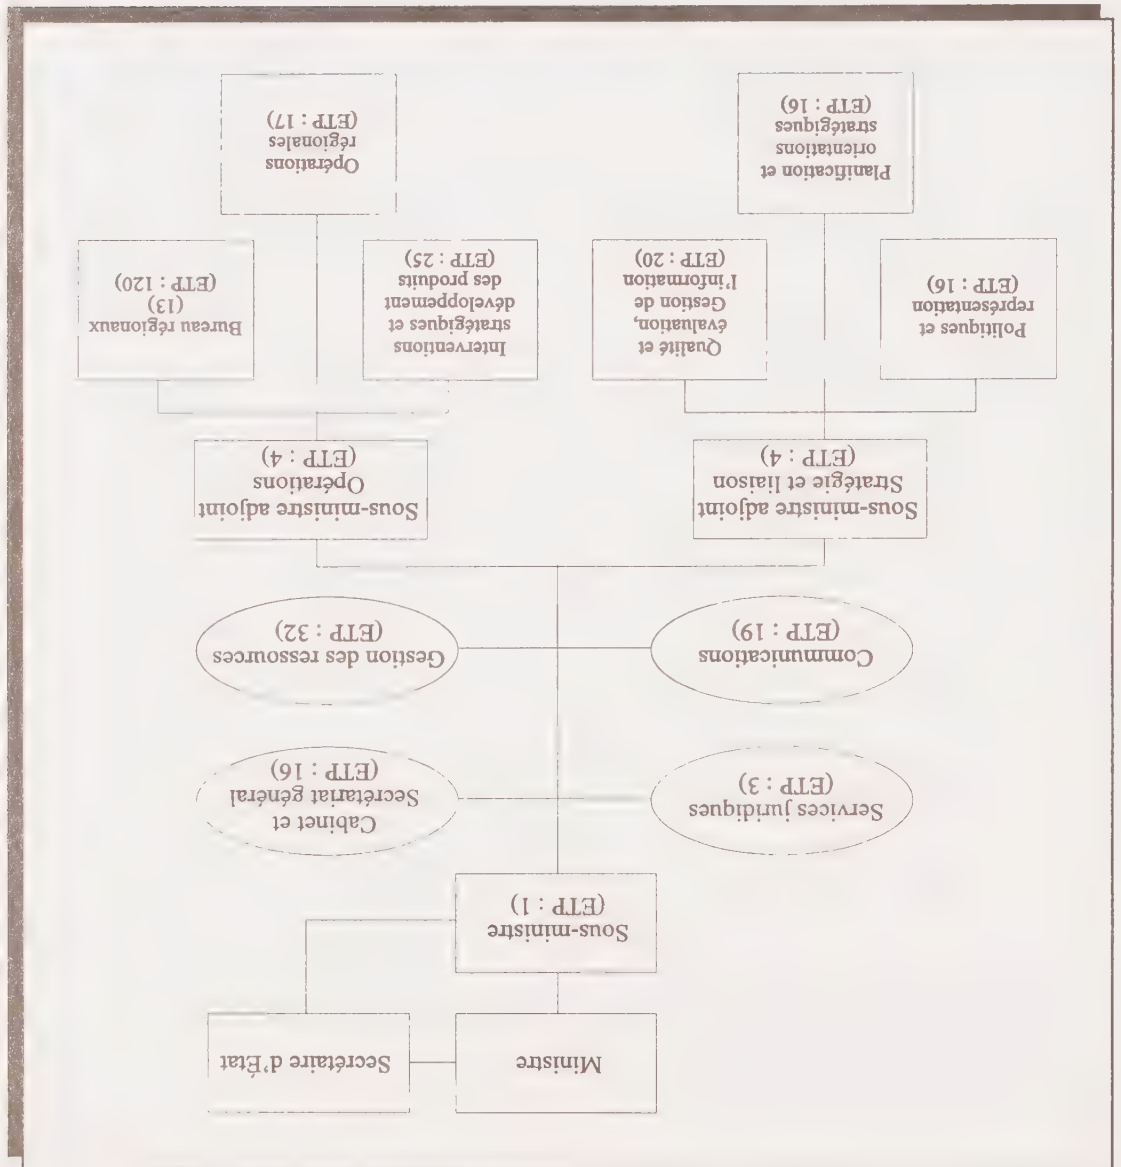 Ministre
Secrétaire d'État
Sous-ministre
(ETP : 1)
Services juridiques
(ETP : 3)
Cabinet et
Secrétariat général
(ETP : 16)
Communications
(ETP : 19)
Gestion des ressources
(ETP : 32)
Sous-ministre adjoint
Stratégie et liaison
(ETP : 4)
Sous-ministre adjoint
Opérations
(ETP : 4)
Politiques et
représentation
(ETP : 16)
Qualité et
évaluation,
Gestion de
l'information
(ETP : 20)
Interventions
stratégiques et
développement
des produits
(ETP : 25)
Bureau régionaux
(13)
(ETP : 120)
Planification et
orientations
stratégiques
(ETP : 16)
Opérations
régionales
(ETP : 17)